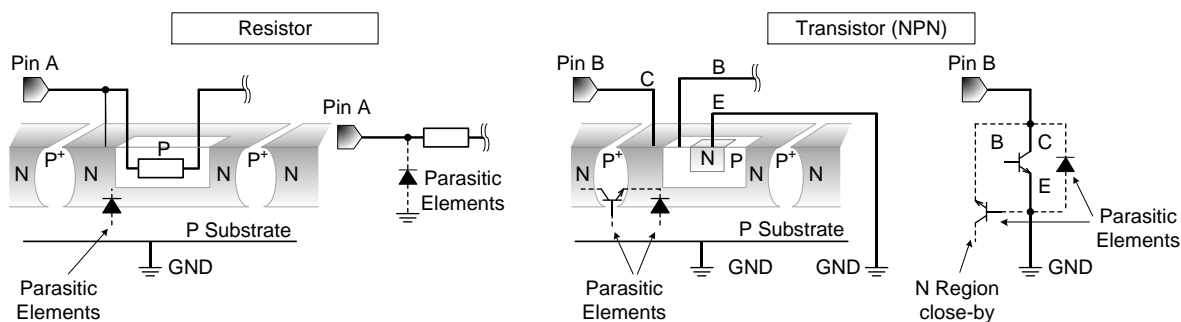 Resistor
Pin A
N
P+
N
P
N
P+
N
P Substrate
GND
Parasitic
Elements
Pin A
Parasitic
Elements
Transistor (NPN)
Pin B
C
B
E
N
P+
N
N
P
N
P+
N
P Substrate
GND
GND
Parasitic
Elements
Pin B
B
C
E
GND
Parasitic
Elements
N Region
close-by